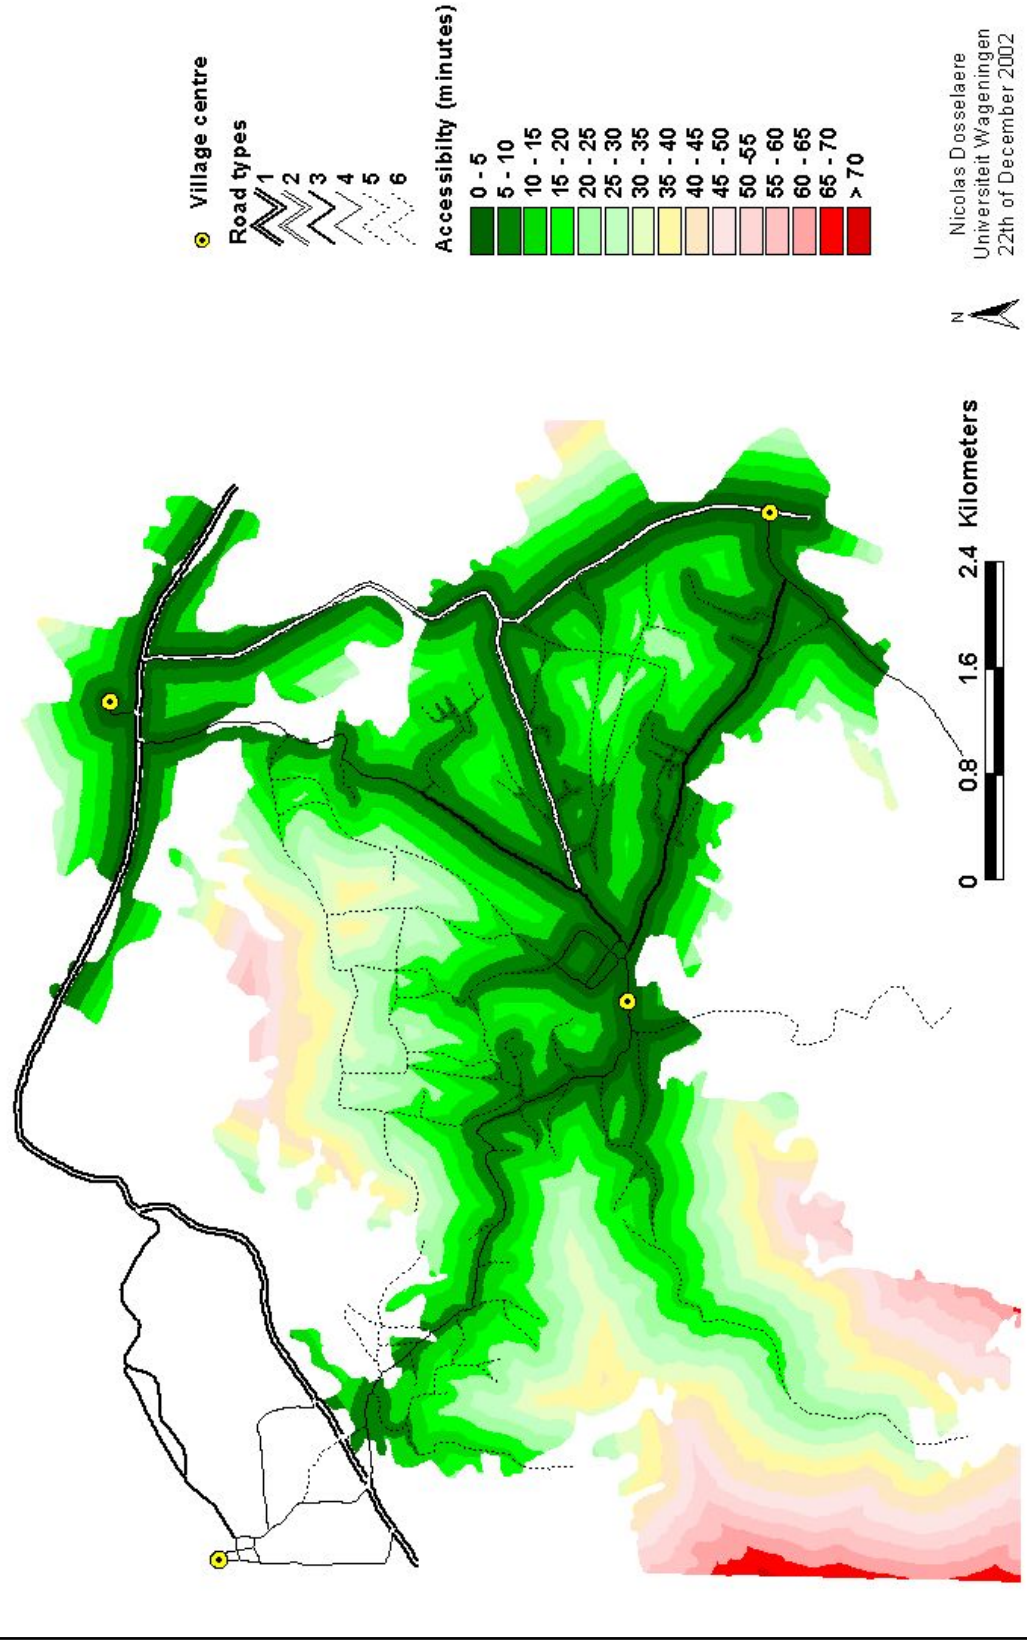 Village centre
Road types
1
2
3
4
5
6
Accessibilty (minutes)
0 - 5
5 - 10
10 - 15
15 - 20
20 - 25
25 - 30
30 - 35
35 - 40
40 - 45
45 - 50
50 -55
55 - 60
60 - 65
65 - 70
> 70
N
0 0.8 1.6 2.4 Kilometers
Nicolas Dosselaere
Universiteit Wageningen
22th of December 2002